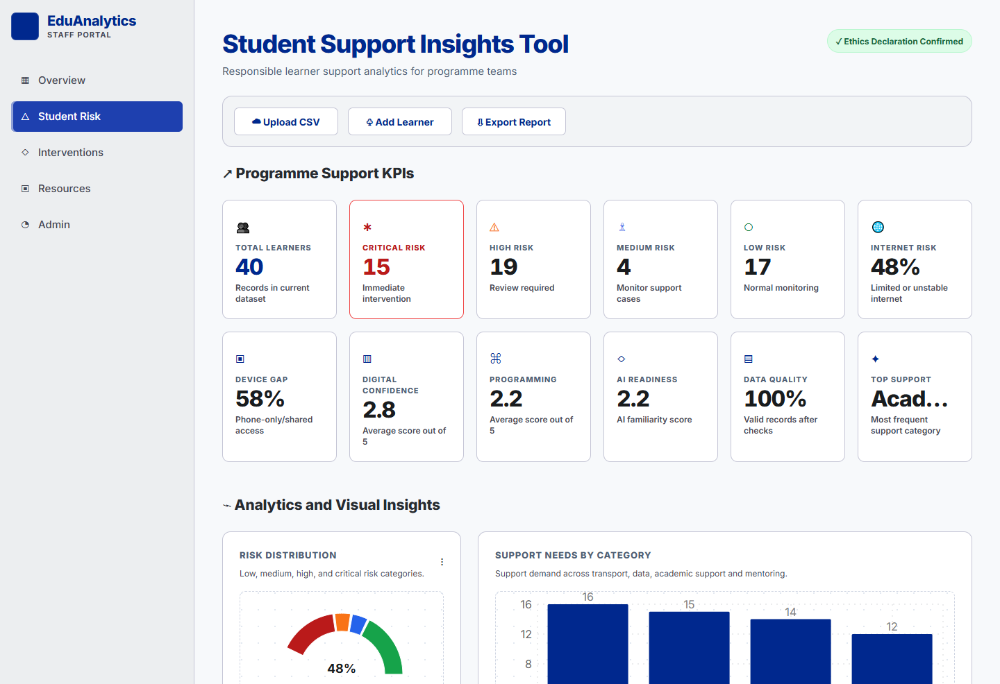 EduAnalytics
STAFF PORTAL
Overview
Student Risk
Interventions
Resources
Admin
Student Support Insights Tool
✓ Ethics Declaration Confirmed
Responsible learner support analytics for programme teams
Upload CSV
Add Learner
Export Report
Programme Support KPIs
TOTAL LEARNERS
40
Records in current
dataset
CRITICAL RISK
15
Immediate
intervention
HIGH RISK
19
Review required
MEDIUM RISK
4
Monitor support
cases
LOW RISK
17
Normal monitoring
INTERNET RISK
48%
Limited or unstable
internet
DEVICE GAP
58%
Phone-only/shared
access
DIGITAL
CONFIDENCE
2.8
Average score out of
5
PROGRAMMING
2.2
Average score out of
5
AI READINESS
2.2
AI familiarity score
DATA QUALITY
100%
Valid records after
checks
TOP SUPPORT
Acad...
Most frequent
support category
Analytics and Visual Insights
RISK DISTRIBUTION
Low, medium, high, and critical risk categories.
48%
SUPPORT NEEDS BY CATEGORY
Support demand across transport, data, academic support and mentoring.
16
12
8
16
15
14
12